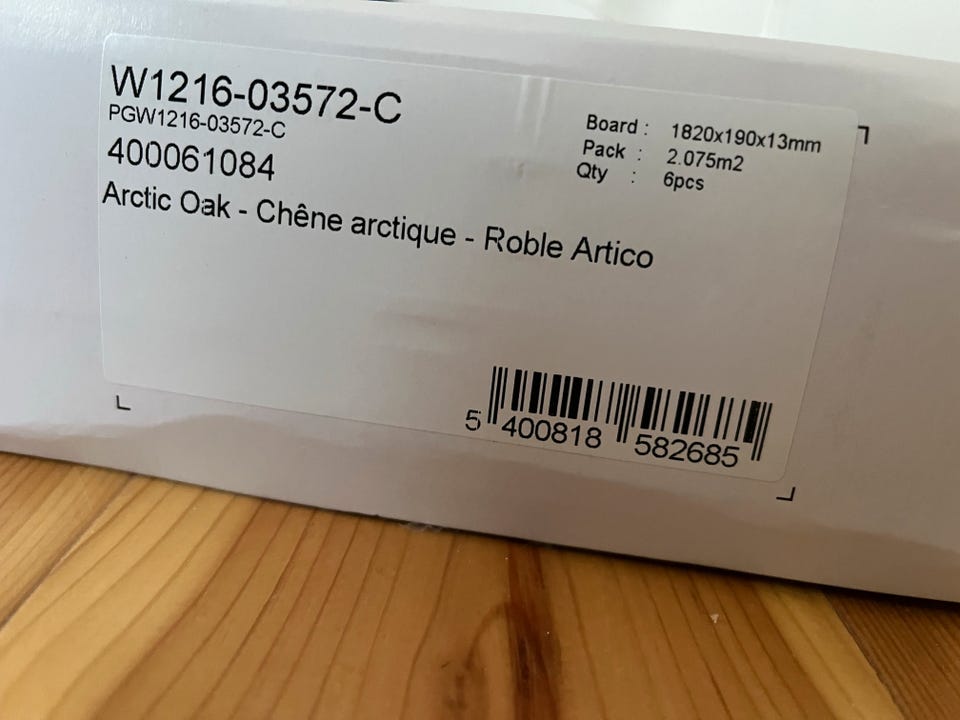 W1216-03572-C
PGW1216-03572-C
400061084
Arctic Oak - Chêne arctique - Roble Artico
Board : 1820x190x13mm
Pack : 2.075m2
Qty : 6pcs
5 400818 582685